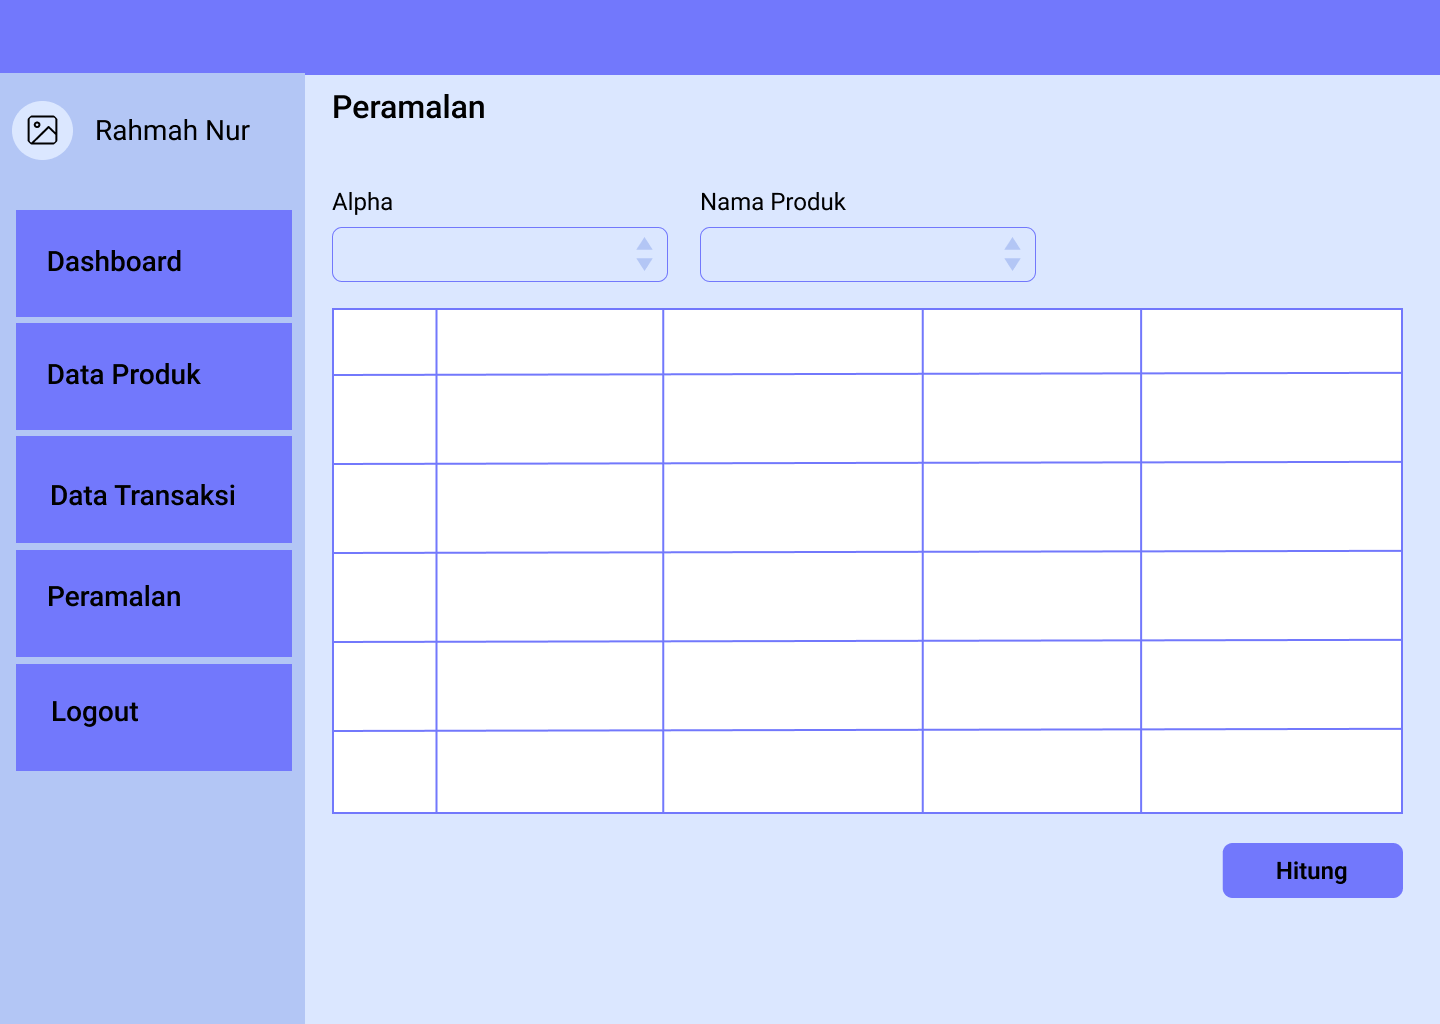 Rahmah Nur
Dashboard
Data Produk
Data Transaksi
Peramalan
Logout
Peramalan
Alpha
Nama Produk
Hitung